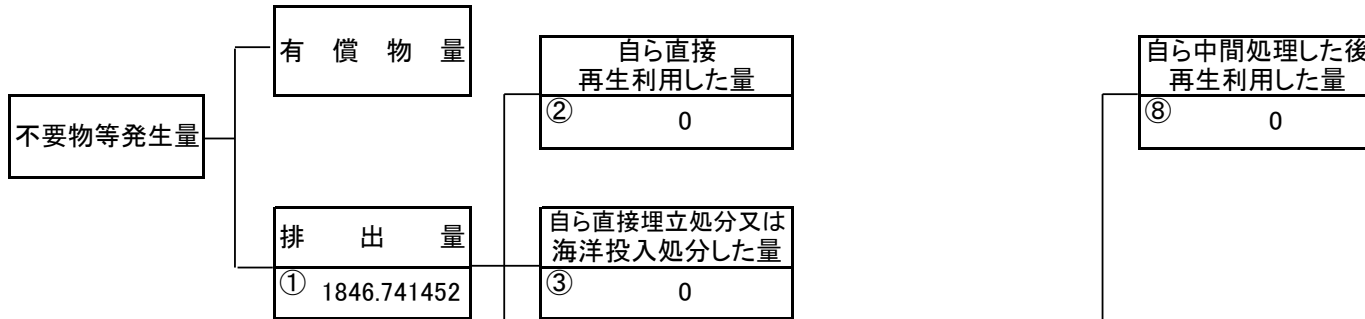 有償物量
自ら直接
再生利用した量
② 0
自ら中間処理した後
再生利用した量
⑧ 0
不要物等発生量
排出量
① 1846.741452
自ら直接埋立処分又は
海洋投入処分した量
③ 0